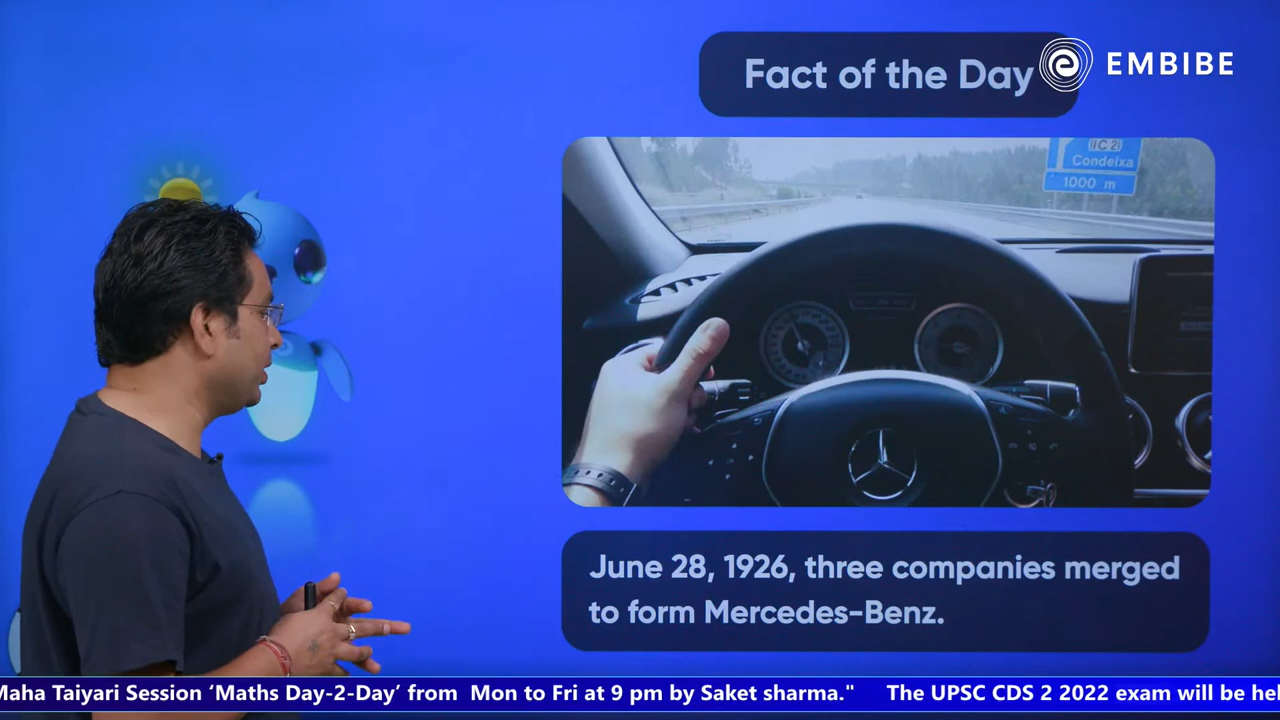 Fact of the Day
EMBIBE
(IC 2)
Condeixa
1000 m
June 28, 1926, three companies merged
to form Mercedes-Benz.
Maha Taiyari Session ‘Maths Day-2-Day’ from Mon to Fri at 9 pm by Saket sharma." The UPSC CDS 2 2022 exam will be hel